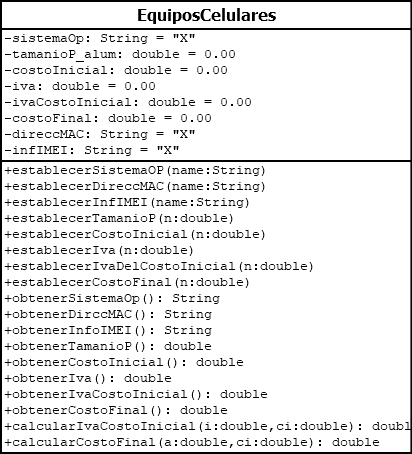 EquiposCelulares
-sistemaOp: String = "X"
-tamanioP_alum: double = 0.00
-costoInicial: double = 0.00
-iva: double = 0.00
-ivaCostoInicial: double = 0.00
-costoFinal: double = 0.00
-direccMAC: String = "X"
-infIMEI: String = "X"
+establecerSistemaOP(name:String)
+establecerDireccMAC(name:String)
+establecerInfIMEI(name:String)
+establecerTamanioP(n:double)
+establecerCostoInicial(n:double)
+establecerIva(n:double)
+establecerIvaDelCostoInicial(n:double)
+establecerCostoFinal(n:double)
+obtenerSistemaOp(): String
+obtenerDirccMAC(): String
+obtenerInfoIMEI(): String
+obtenerTamanioP(): double
+obtenerCostoInicial(): double
+obtenerIva(): double
+obtenerIvaCostoInicial(): double
+obtenerCostoFinal(): double
+calcularIvaCostoInicial(i:double,ci:double): doubl
+calcularCostoFinal(a:double,ci:double): double